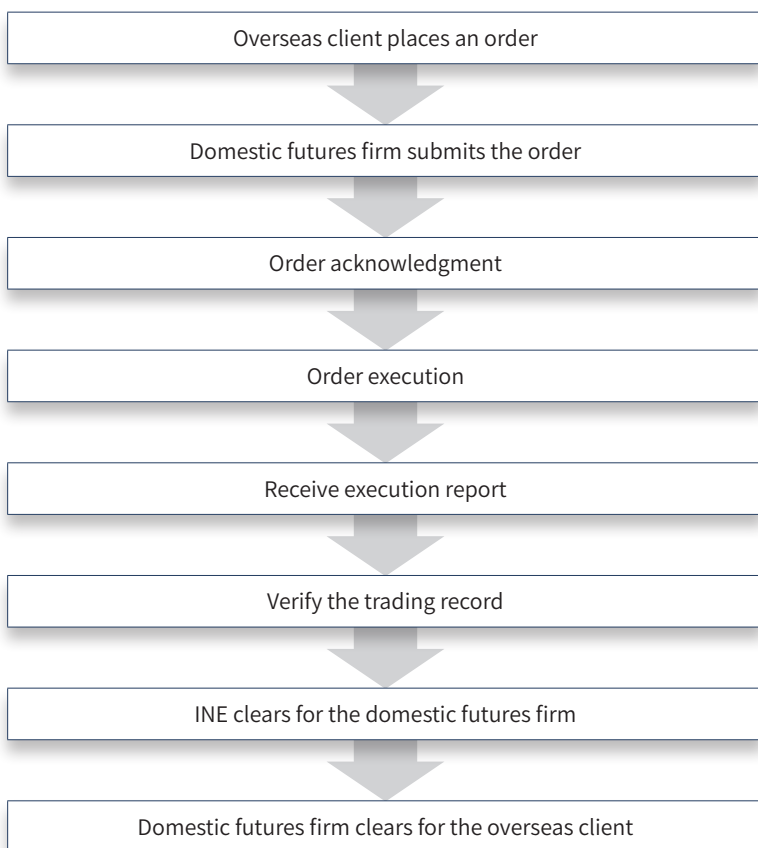 Overseas client places an order
Domestic futures firm submits the order
Order acknowledgment
Order execution
Receive execution report
Verify the trading record
INE clears for the domestic futures firm
Domestic futures firm clears for the overseas client